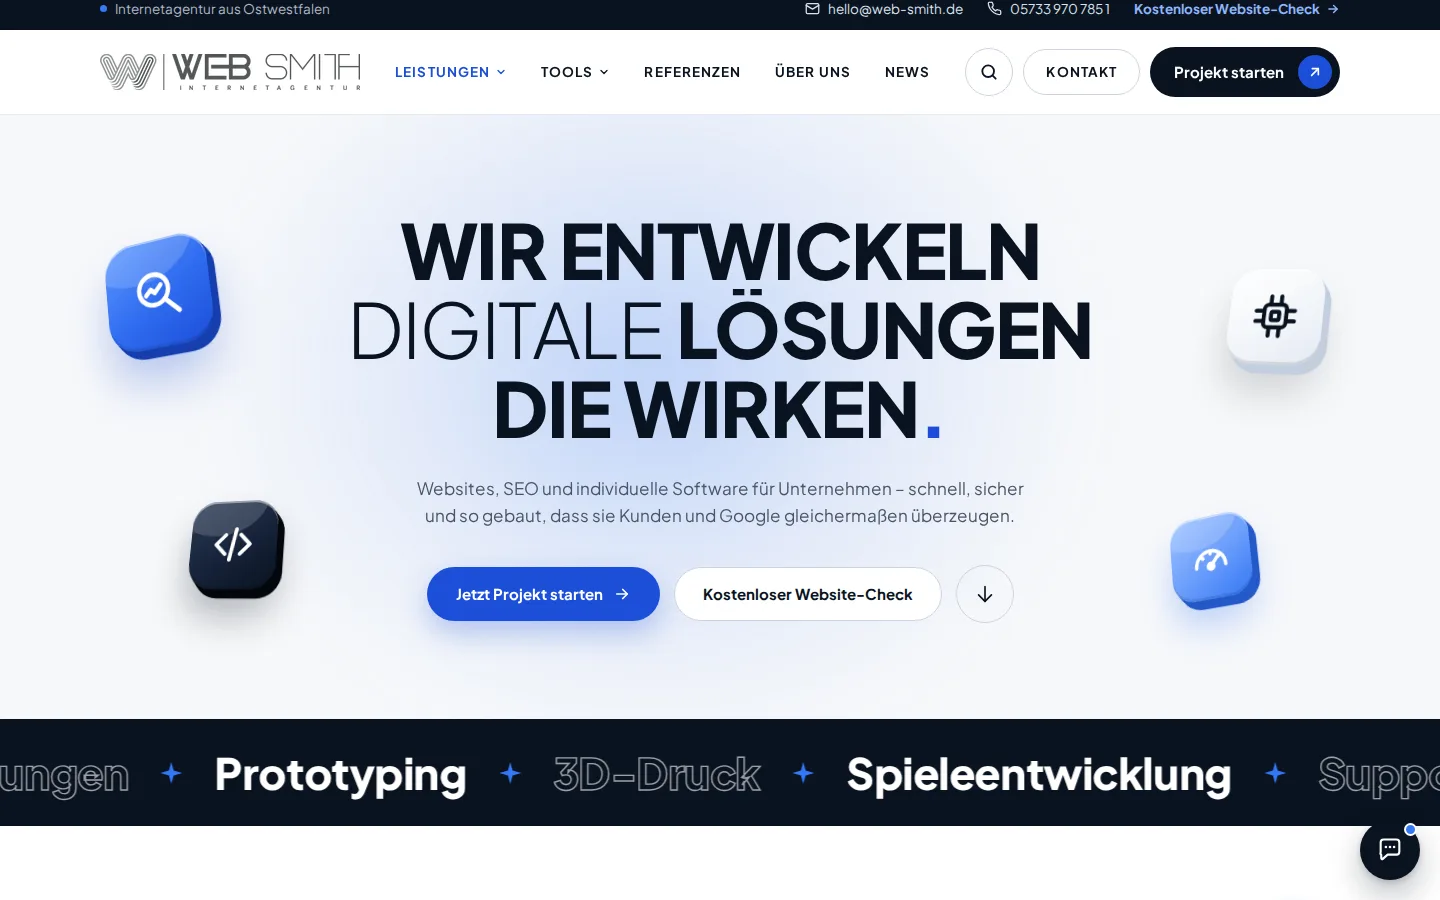 Internetagentur aus Ostwestfalen
hello@web-smith.de
05733 970 785 1
Kostenloser Website-Check
WEB SMITH
INTERNETAGENTUR
LEISTUNGEN
TOOLS
REFERENZEN
ÜBER UNS
NEWS
KONTAKT
Projekt starten
WIR ENTWICKELN
DIGITALE LÖSUNGEN
DIE WIRKEN.
Websites, SEO und individuelle Software für Unternehmen – schnell, sicher
und so gebaut, dass sie Kunden und Google gleichermaßen überzeugen.
Jetzt Projekt starten
Kostenloser Website-Check
ungen Prototyping 3D-Druck Spieleentwicklung Suppo